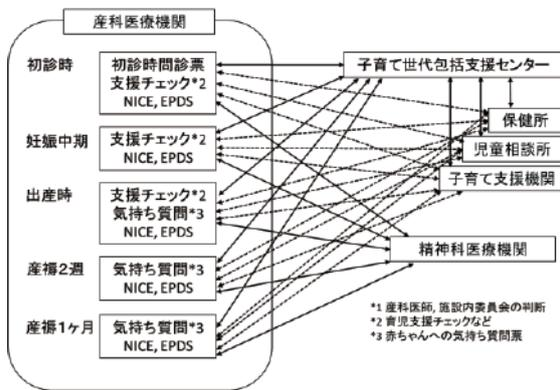 産科医療機関
初診時
初診時問診票
支援チェック*2
NICE, EPDS
妊娠中期
支援チェック*2
NICE, EPDS
出産時
支援チェック*2
気持ち質問*3
NICE, EPDS
産褥2週
気持ち質問*3
NICE, EPDS
産褥1ヶ月
気持ち質問*3
NICE, EPDS
子育て世代包括支援センター
保健所
児童相談所
子育て支援機関
精神科医療機関
*1 産科医師, 施設内委員会の判断
*2 育児支援チェックなど
*3 赤ちゃんへの気持ち質問票